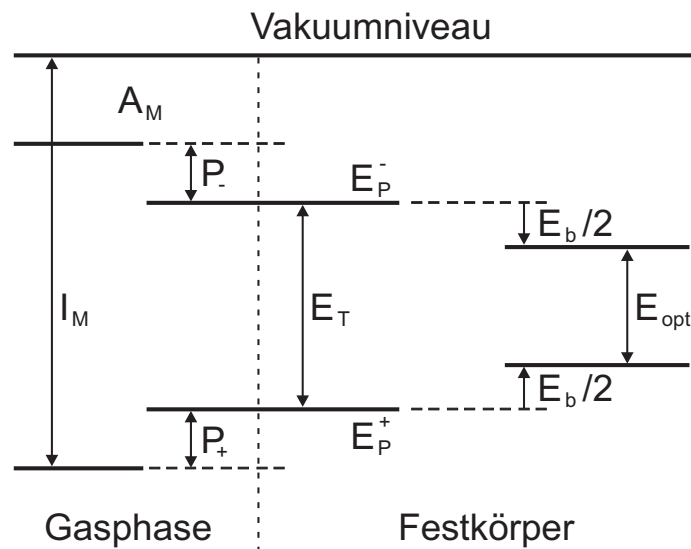 Vakuumniveau
A_M
P_-
E_P^-
E_b/2
I_M
E_T
E_opt
E_b/2
P_+
E_P^+
Gasphase
Festkörper